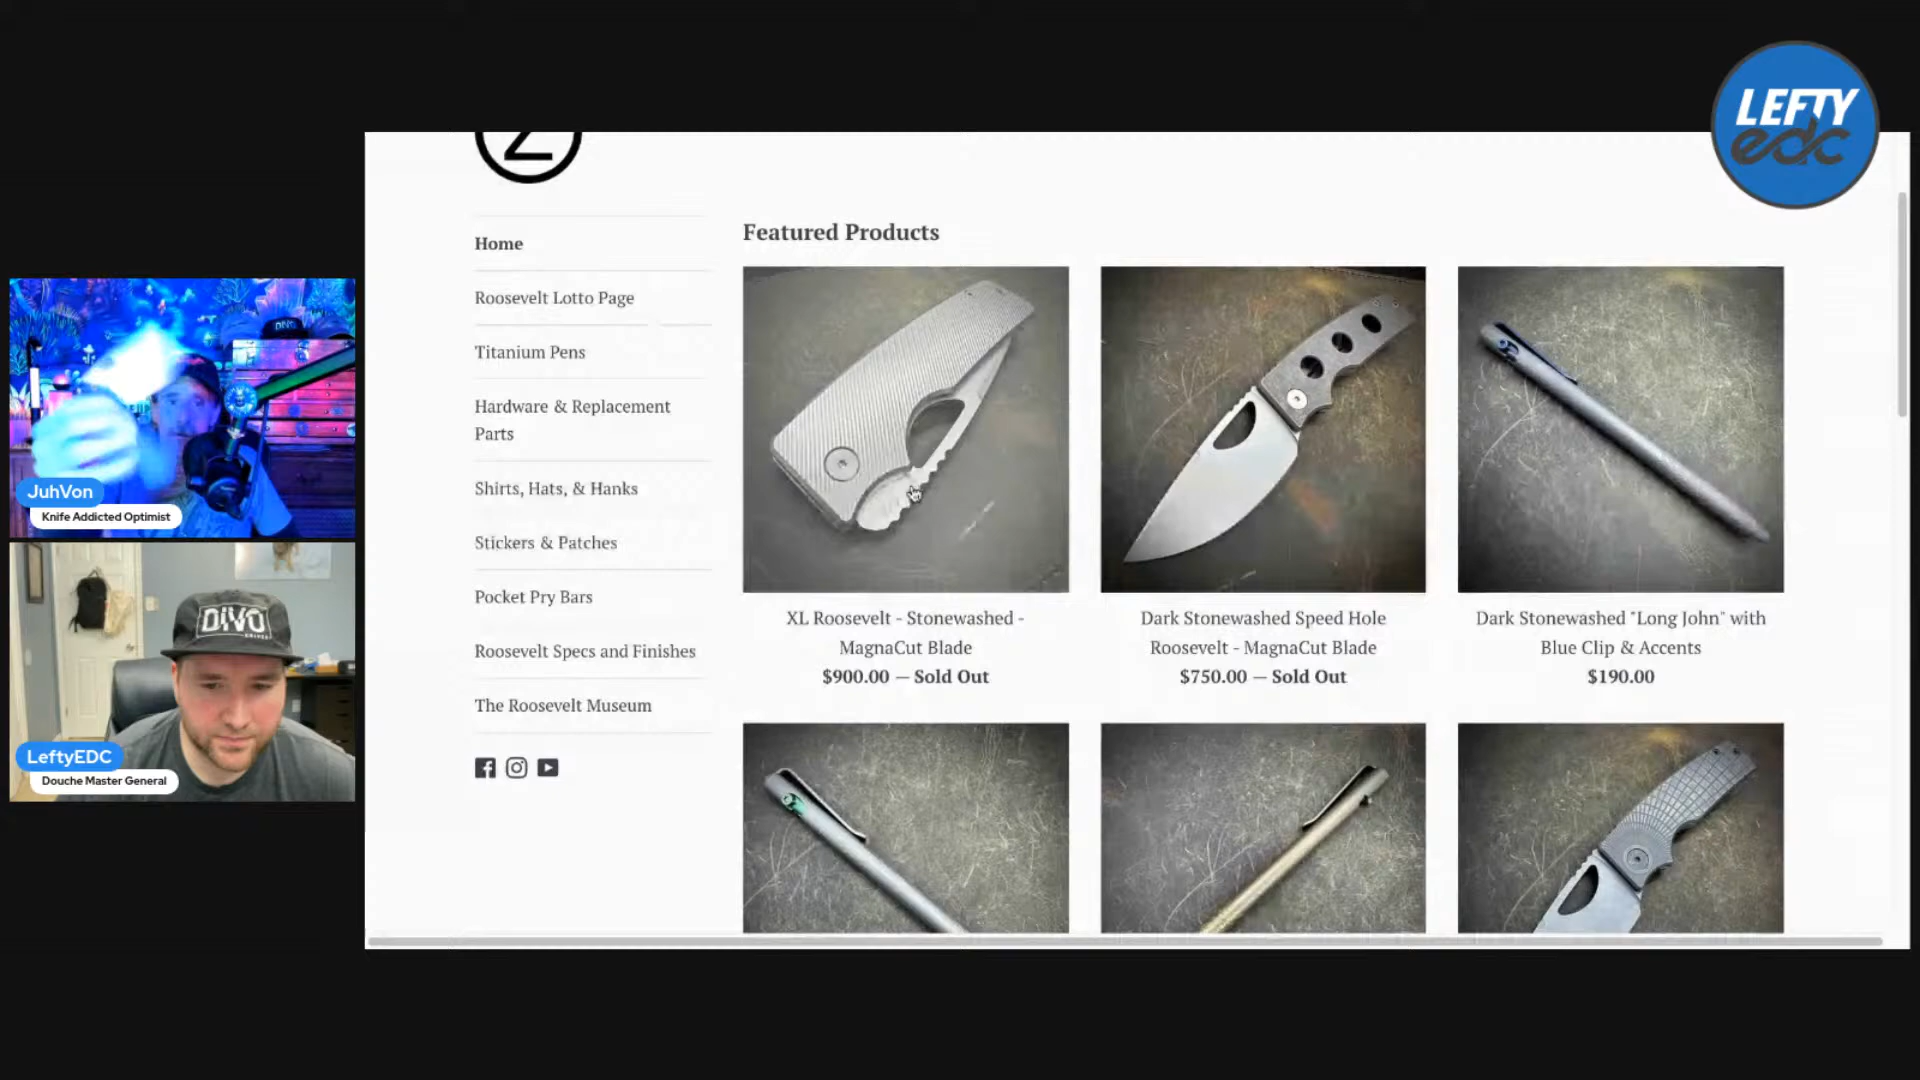 LEFTY
edc
Z
Home
Roosevelt Lotto Page
Titanium Pens
Hardware & Replacement
Parts
Shirts, Hats, & Hanks
Stickers & Patches
Pocket Pry Bars
Roosevelt Specs and Finishes
The Roosevelt Museum
Featured Products
XL Roosevelt - Stonewashed -
MagnaCut Blade
$900.00 — Sold Out
Dark Stonewashed Speed Hole
Roosevelt - MagnaCut Blade
$750.00 — Sold Out
Dark Stonewashed "Long John" with
Blue Clip & Accents
$190.00
DIVO
JuhVon
Knife Addicted Optimist
DIVO
LeftyEDC
Douche Master General